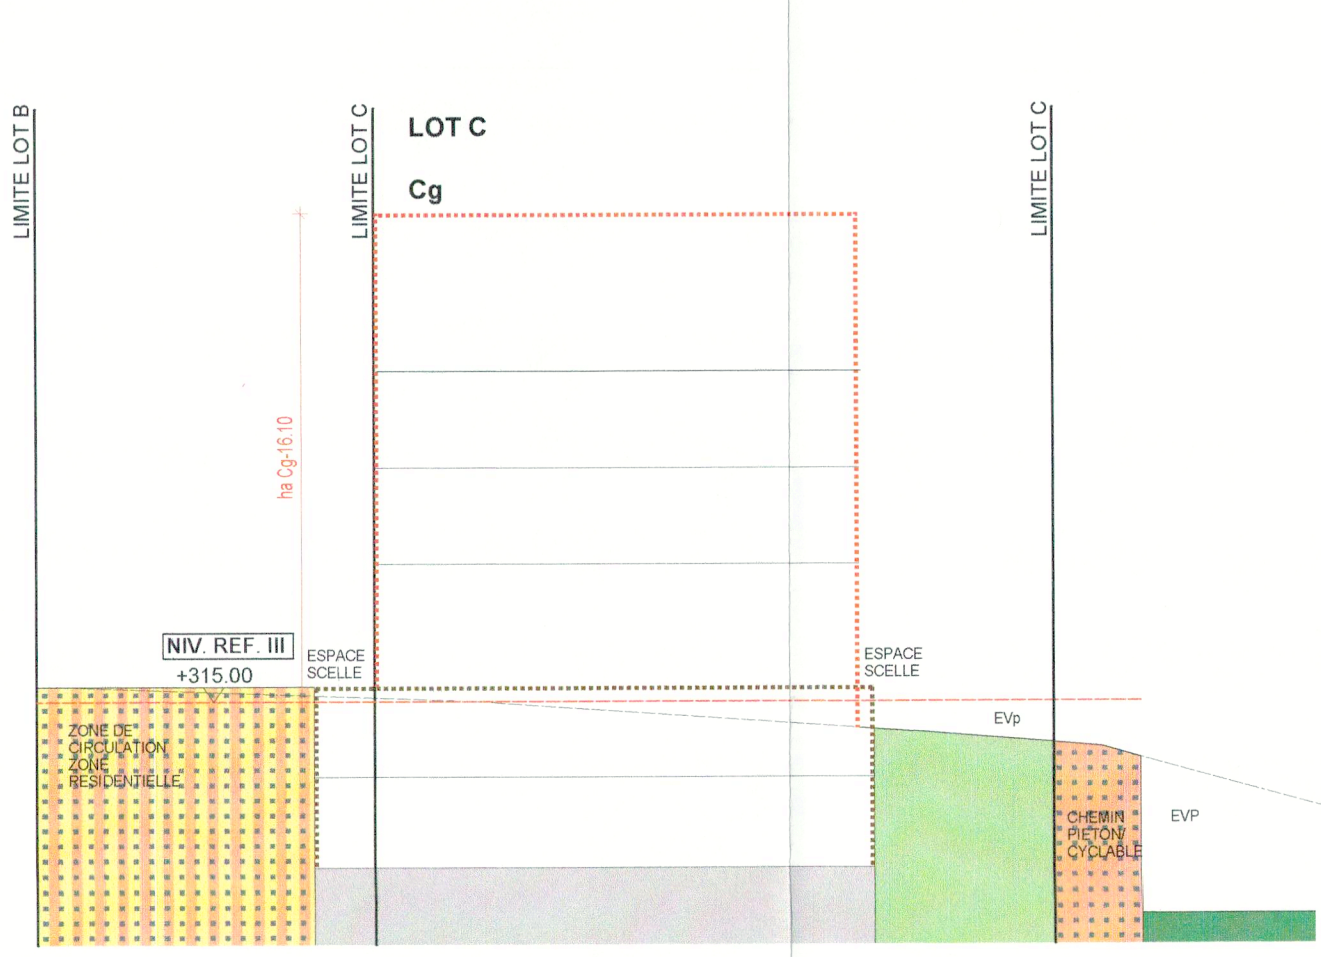 LIMITE LOT B
LIMITE LOT C
LOT C
Cg
LIMITE LOT C
ha Cg-16.10
NIV. REF. III
+315.00
ESPACE
SCELLE
ESPACE
SCELLE
EVp
ZONE DE
CIRCULATION
ZONE
RESIDENTIELLE
CHEMIN
PIETON/
CYCLABLE
EVP